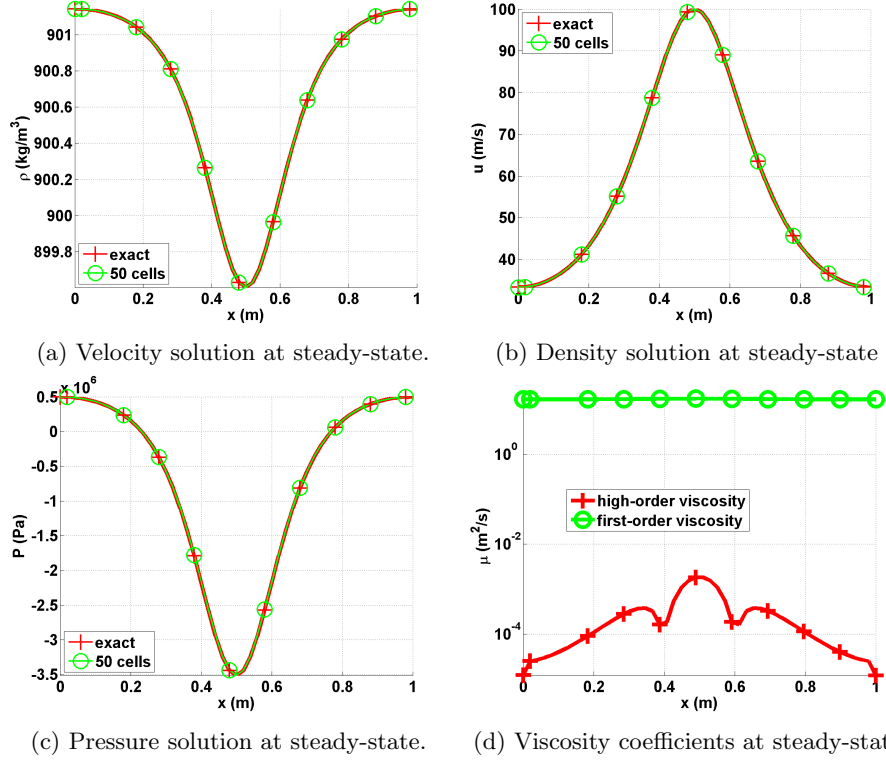 901
900.8
900.6
900.4
900.2
900
899.8
ρ (kg/m³)
exact
50 cells
0 0.2 0.4 0.6 0.8 1
x (m)
(a) Velocity solution at steady-state.
100
90
80
70
60
50
40
u (m/s)
exact
50 cells
0 0.2 0.4 0.6 0.8 1
x (m)
(b) Density solution at steady-state
x 10⁶
0.5
0
-0.5
-1
-1.5
-2
-2.5
-3
-3.5
P (Pa)
exact
50 cells
0 0.2 0.4 0.6 0.8 1
x (m)
(c) Pressure solution at steady-state.
10⁰
10⁻²
10⁻⁴
μ (m²/s)
high-order viscosity
first-order viscosity
0 0.2 0.4 0.6 0.8 1
x (m)
(d) Viscosity coefficients at steady-stat